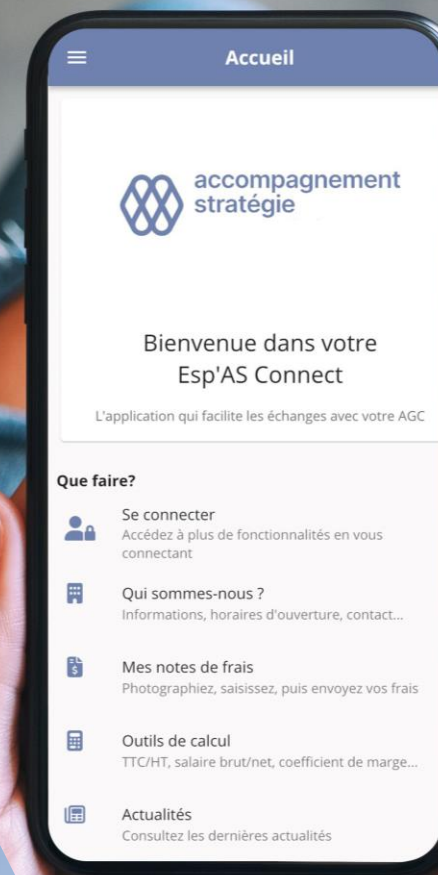 Accueil
accompagnement
stratégie
Bienvenue dans votre
Esp'AS Connect
L'application qui facilite les échanges avec votre AGC
Que faire?
Se connecter
Accédez à plus de fonctionnalités en vous
connectant
Qui sommes-nous ?
Informations, horaires d'ouverture, contact...
Mes notes de frais
Photographiez, saisissez, puis envoyez vos frais
Outils de calcul
TTC/HT, salaire brut/net, coefficient de marge...
Actualités
Consultez les dernières actualités